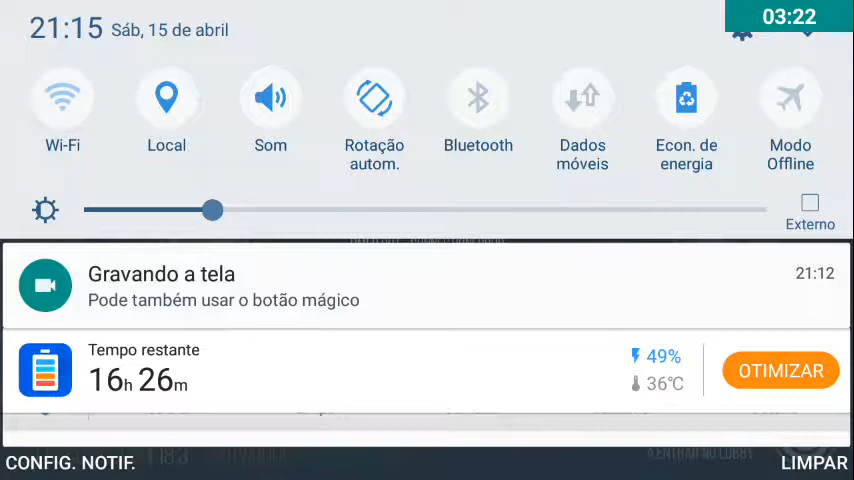 21:15 Sáb, 15 de abril
03:22
Wi-Fi
Local
Som
Rotação
autom.
Bluetooth
Dados
móveis
Econ. de
energia
Modo
Offline
Externo
Gravando a tela
21:12
Pode também usar o botão mágico
Tempo restante
16h 26m
49%
36°C
OTIMIZAR
CONFIG. NOTIF.
LIMPAR